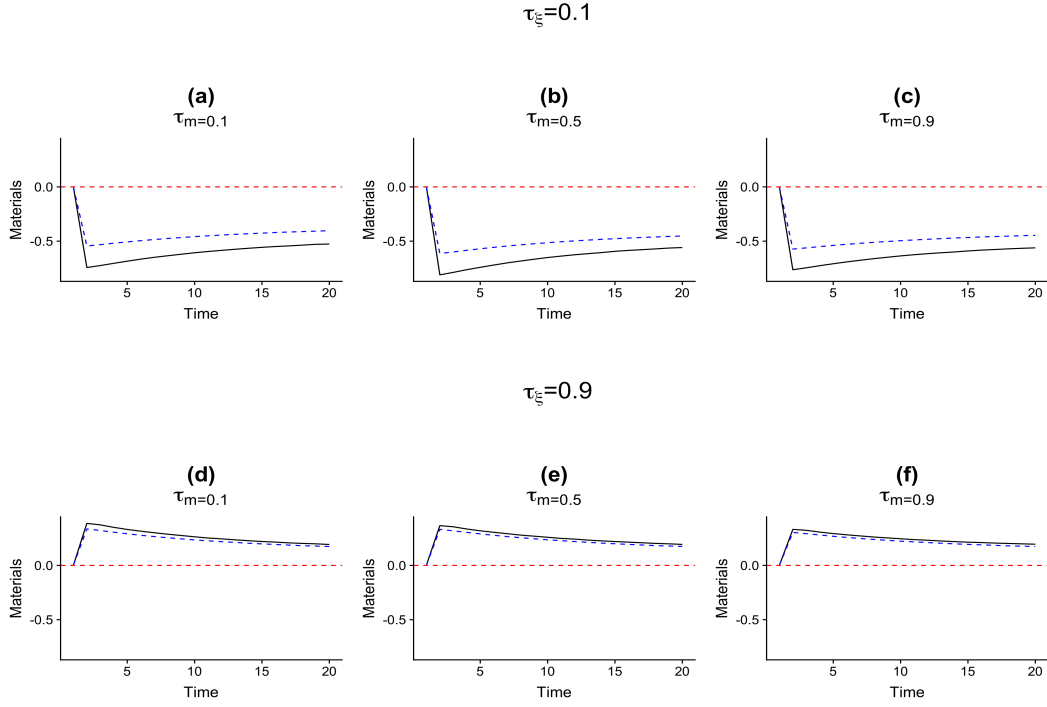 τξ=0.1
(a) (b) (c)
τm=0.1 τm=0.5 τm=0.9
Materials Materials Materials
0.0 0.0 0.0
-0.5 -0.5 -0.5
5 10 15 20 5 10 15 20 5 10 15 20
Time Time Time
τξ=0.9
(d) (e) (f)
τm=0.1 τm=0.5 τm=0.9
Materials Materials Materials
0.0 0.0 0.0
-0.5 -0.5 -0.5
5 10 15 20 5 10 15 20 5 10 15 20
Time Time Time